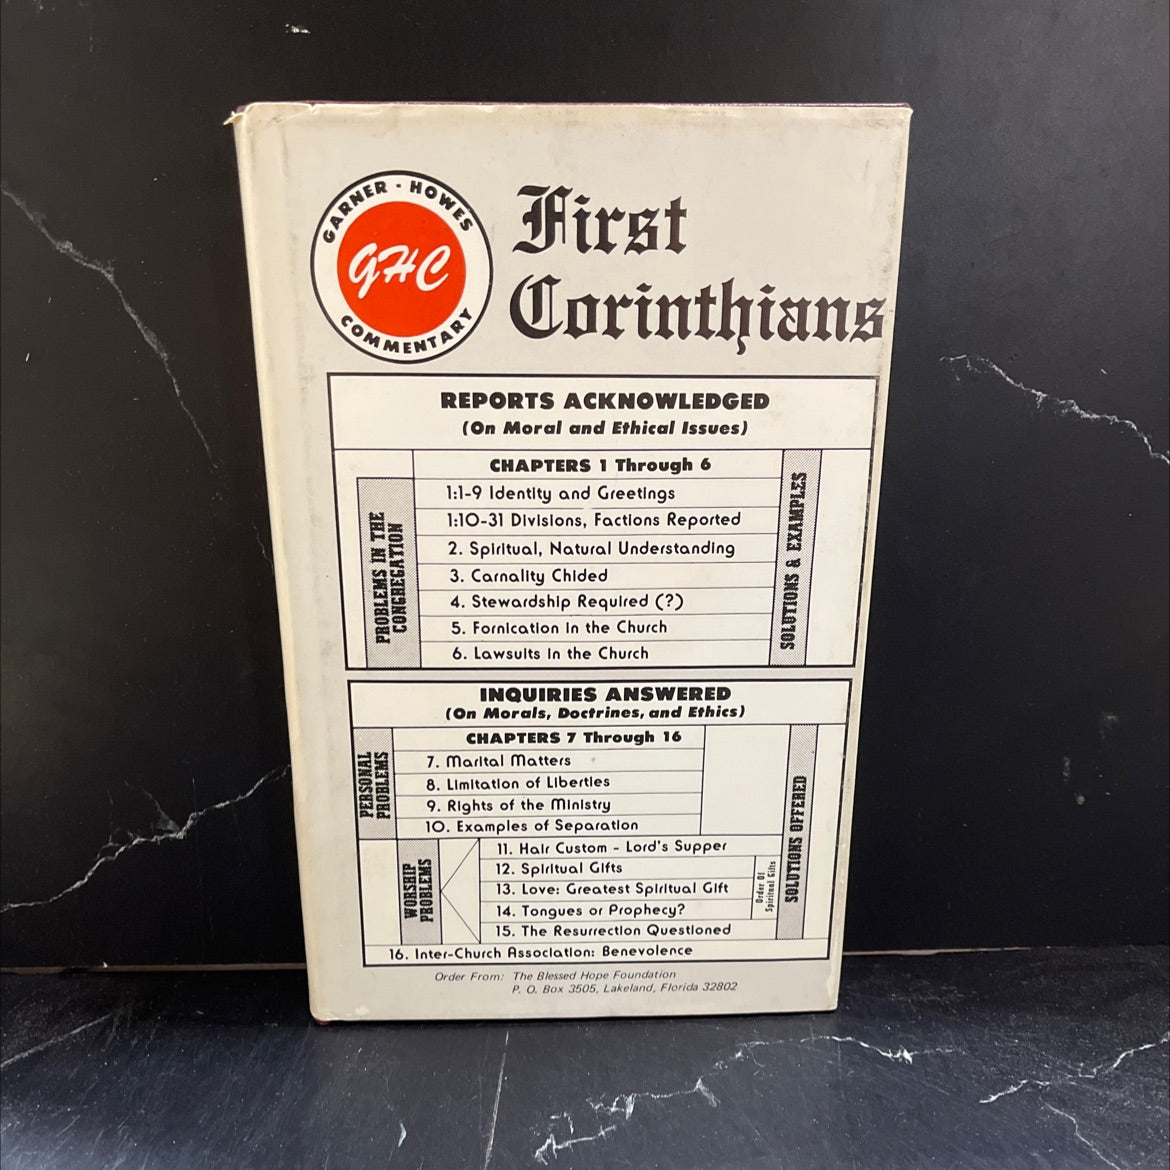 GARNER · HOWES
GHC
COMMENTARY
First
Corinthians
REPORTS ACKNOWLEDGED
(On Moral and Ethical Issues)
CHAPTERS 1 Through 6
PROBLEMS IN THE
CONGREGATION
1:1-9 Identity and Greetings
1:10-31 Divisions, Factions Reported
2. Spiritual, Natural Understanding
3. Carnality Chided
4. Stewardship Required (?)
5. Fornication in the Church
6. Lawsuits in the Church
SOLUTIONS & EXAMPLES
INQUIRIES ANSWERED
(On Morals, Doctrines, and Ethics)
CHAPTERS 7 Through 16
PERSONAL
PROBLEMS
7. Marital Matters
8. Limitation of Liberties
9. Rights of the Ministry
10. Examples of Separation
WORSHIP
PROBLEMS
11. Hair Custom - Lord's Supper
12. Spiritual Gifts
13. Love: Greatest Spiritual Gift
14. Tongues or Prophecy?
15. The Resurrection Questioned
Order Of
Spiritual Gifts
SOLUTIONS OFFERED
16. Inter-Church Association: Benevolence
Order From: The Blessed Hope Foundation
P. O. Box 3505, Lakeland, Florida 32802